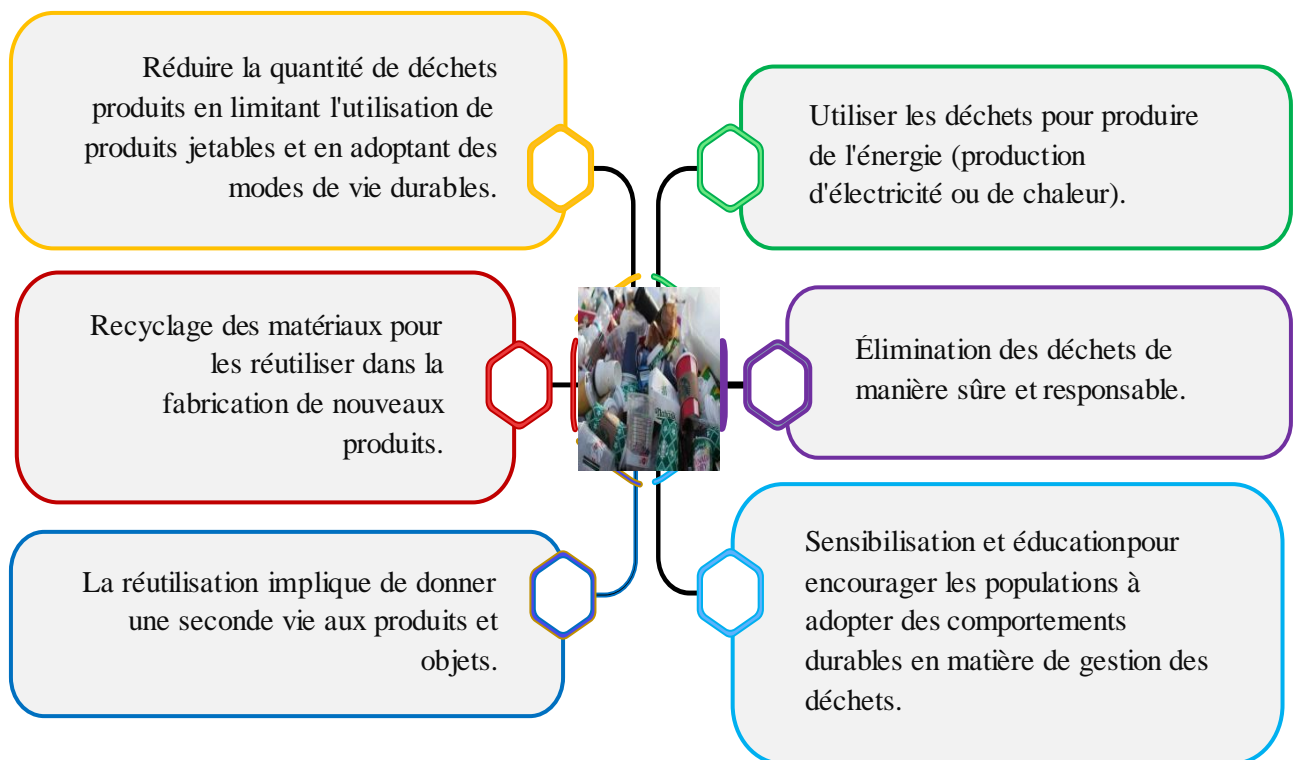 Réduire la quantité de déchets
produits en limitant l'utilisation de
produits jetables et en adoptant des
modes de vie durables.
Recyclage des matériaux pour
les réutiliser dans la
fabrication de nouveaux
produits.
La réutilisation implique de donner
une seconde vie aux produits et
objets.
Utiliser les déchets pour produire
de l'énergie (production
d'électricité ou de chaleur).
Élimination des déchets de
manière sûre et responsable.
Sensibilisation et éducationpour
encourager les populations à
adopter des comportements
durables en matière de gestion des
déchets.